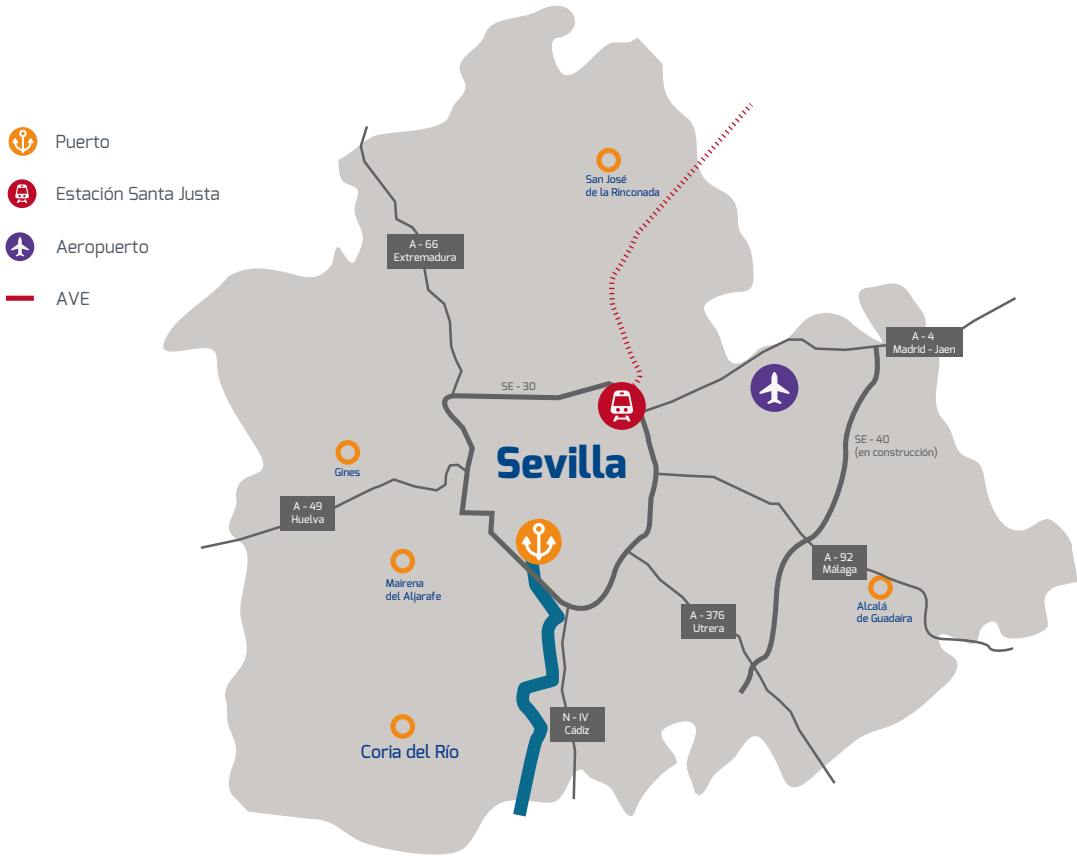 Puerto
Estación Santa Justa
Aeropuerto
AVE
San José
de la Rinconada
A - 66
Extremadura
A - 4
Madrid - Jaen
SE - 30
SE - 40
(en construcción)
Sevilla
Gines
A - 49
Huelva
Mairena
del Aljarafe
A - 92
Málaga
Alcalá
de Guadaíra
A - 376
Utrera
N - IV
Cádiz
Coria del Río